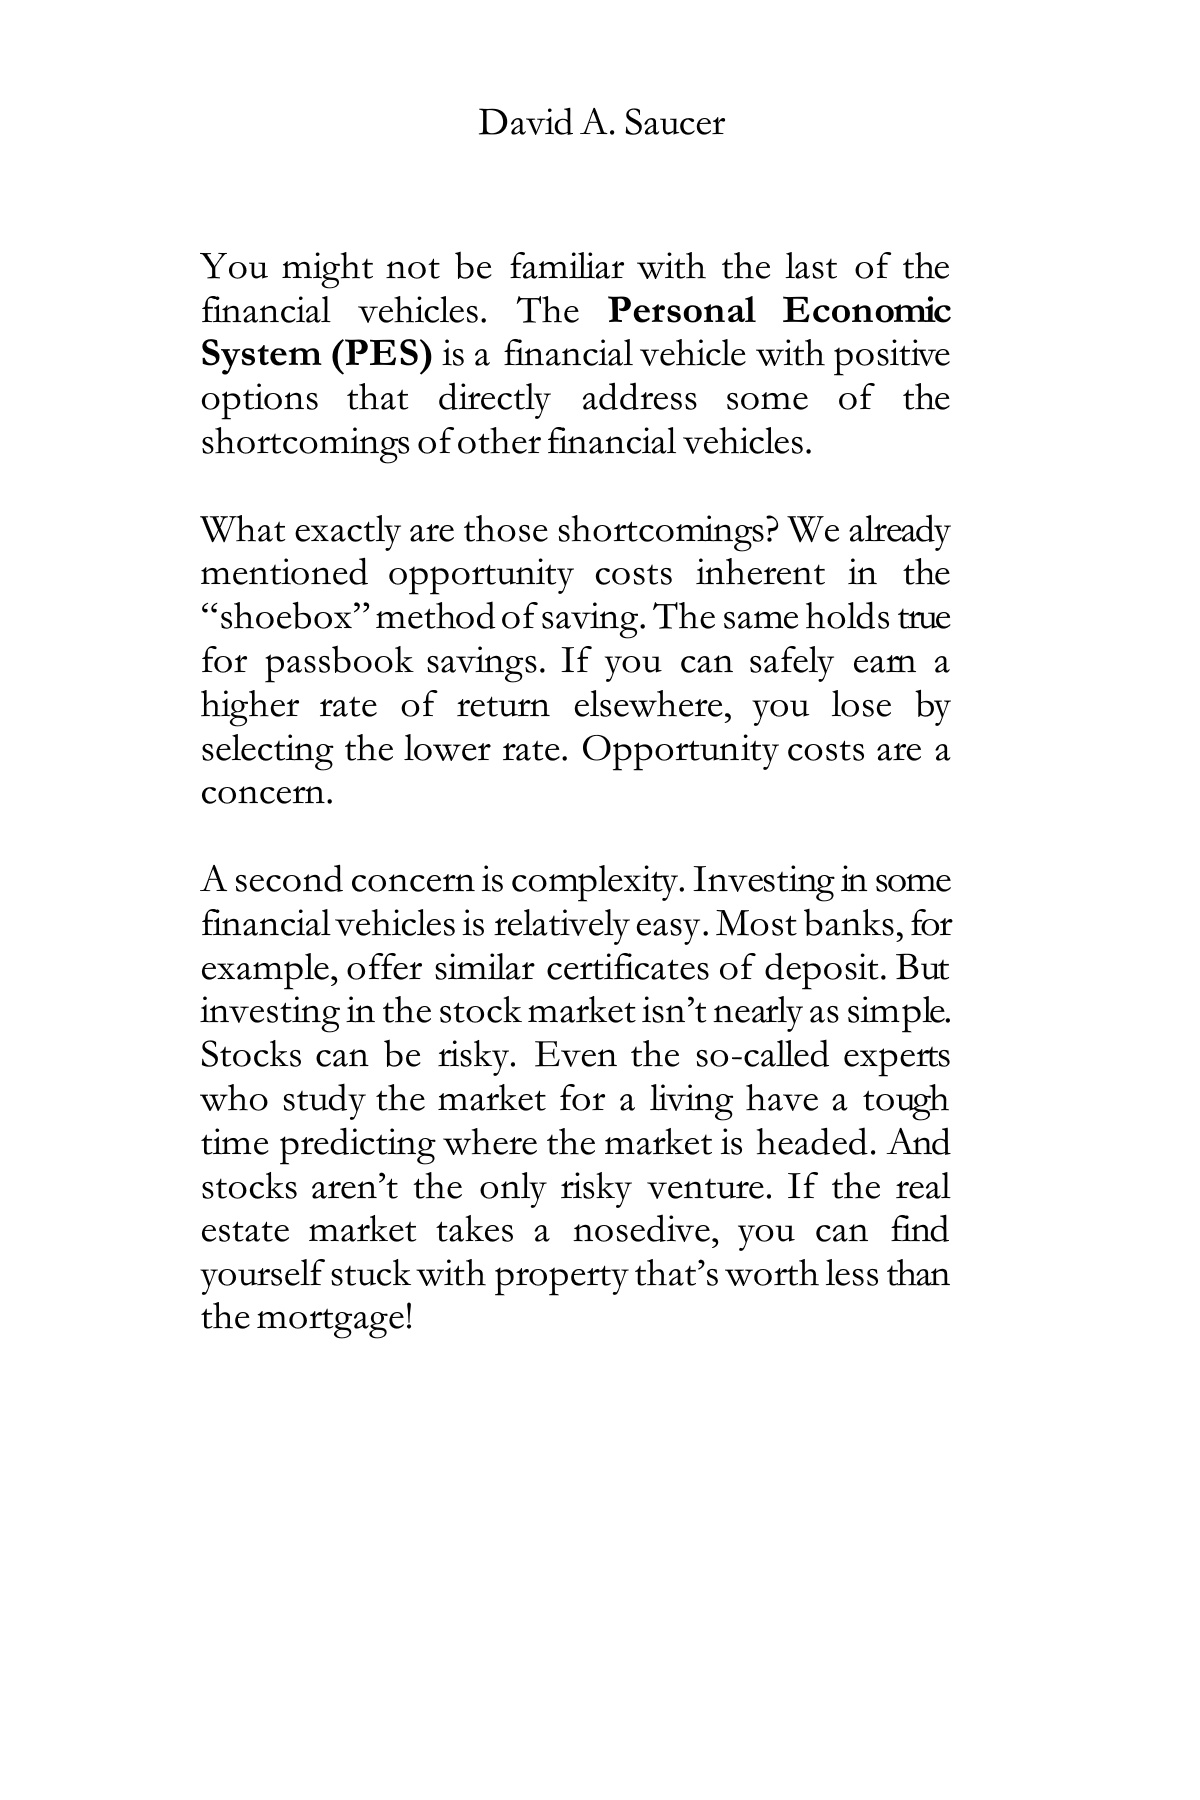 David A. Saucer
You might not be familiar with the last of the
financial vehicles. The Personal Economic
System (PES) is a financial vehicle with positive
options that directly address some of the
shortcomings of other financial vehicles.
What exactly are those shortcomings? We already
mentioned opportunity costs inherent in the
“shoebox” method of saving. The same holds true
for passbook savings. If you can safely earn a
higher rate of return elsewhere, you lose by
selecting the lower rate. Opportunity costs are a
concern.
A second concern is complexity. Investing in some
financial vehicles is relatively easy. Most banks, for
example, offer similar certificates of deposit. But
investing in the stock market isn’t nearly as simple.
Stocks can be risky. Even the so-called experts
who study the market for a living have a tough
time predicting where the market is headed. And
stocks aren’t the only risky venture. If the real
estate market takes a nosedive, you can find
yourself stuck with property that’s worth less than
the mortgage!